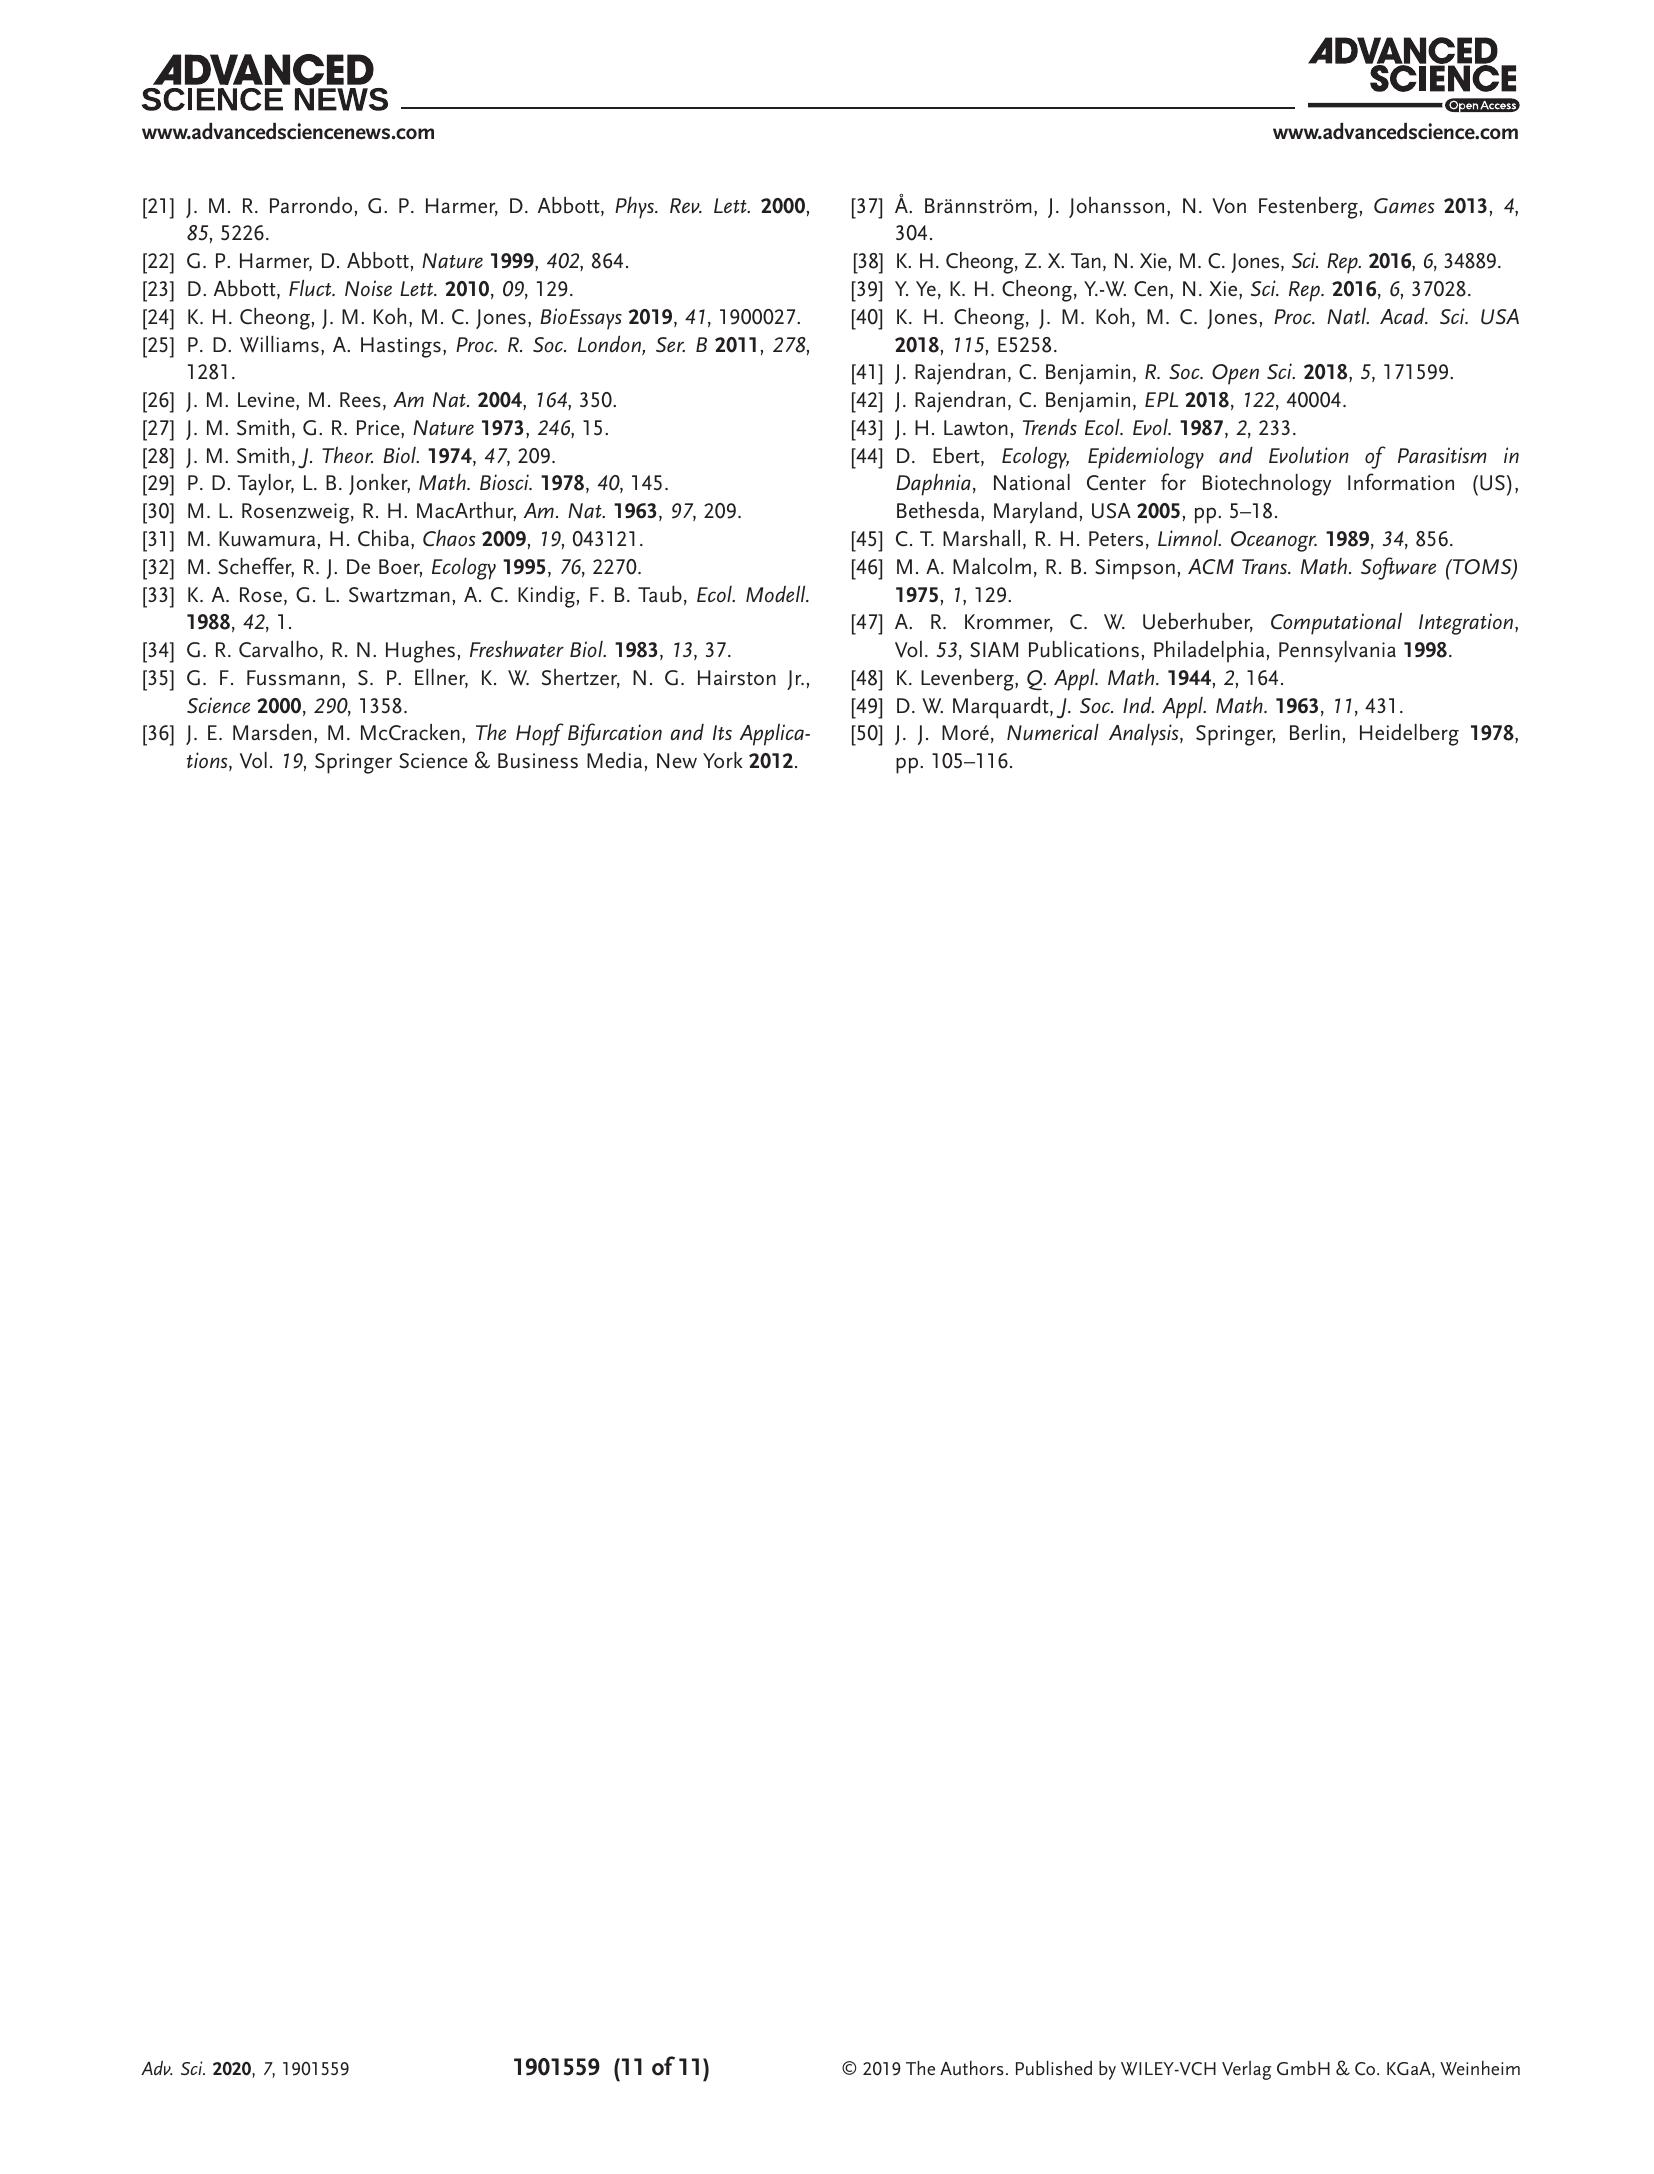 ADVANCED
SCIENCE NEWS
www.advancedsciencenews.com
ADVANCED
SCIENCE
Open Access
www.advancedscience.com
[21] J. M. R. Parrondo, G. P. Harmer, D. Abbott, Phys. Rev. Lett. 2000,
85, 5226.
[22] G. P. Harmer, D. Abbott, Nature 1999, 402, 864.
[23] D. Abbott, Fluct. Noise Lett. 2010, 09, 129.
[24] K. H. Cheong, J. M. Koh, M. C. Jones, BioEssays 2019, 41, 1900027.
[25] P. D. Williams, A. Hastings, Proc. R. Soc. London, Ser. B 2011, 278,
1281.
[26] J. M. Levine, M. Rees, Am Nat. 2004, 164, 350.
[27] J. M. Smith, G. R. Price, Nature 1973, 246, 15.
[28] J. M. Smith, J. Theor. Biol. 1974, 47, 209.
[29] P. D. Taylor, L. B. Jonker, Math. Biosci. 1978, 40, 145.
[30] M. L. Rosenzweig, R. H. MacArthur, Am. Nat. 1963, 97, 209.
[31] M. Kuwamura, H. Chiba, Chaos 2009, 19, 043121.
[32] M. Scheffer, R. J. De Boer, Ecology 1995, 76, 2270.
[33] K. A. Rose, G. L. Swartzman, A. C. Kindig, F. B. Taub, Ecol. Modell.
1988, 42, 1.
[34] G. R. Carvalho, R. N. Hughes, Freshwater Biol. 1983, 13, 37.
[35] G. F. Fussmann, S. P. Ellner, K. W. Shertzer, N. G. Hairston Jr.,
Science 2000, 290, 1358.
[36] J. E. Marsden, M. McCracken, The Hopf Bifurcation and Its Applica-
tions, Vol. 19, Springer Science & Business Media, New York 2012.
[37] Å. Brännström, J. Johansson, N. Von Festenberg, Games 2013, 4,
304.
[38] K. H. Cheong, Z. X. Tan, N. Xie, M. C. Jones, Sci. Rep. 2016, 6, 34889.
[39] Y. Ye, K. H. Cheong, Y.-W. Cen, N. Xie, Sci. Rep. 2016, 6, 37028.
[40] K. H. Cheong, J. M. Koh, M. C. Jones, Proc. Natl. Acad. Sci. USA
2018, 115, E5258.
[41] J. Rajendran, C. Benjamin, R. Soc. Open Sci. 2018, 5, 171599.
[42] J. Rajendran, C. Benjamin, EPL 2018, 122, 40004.
[43] J. H. Lawton, Trends Ecol. Evol. 1987, 2, 233.
[44] D. Ebert, Ecology, Epidemiology and Evolution of Parasitism in
Daphnia, National Center for Biotechnology Information (US),
Bethesda, Maryland, USA 2005, pp. 5–18.
[45] C. T. Marshall, R. H. Peters, Limnol. Oceanogr. 1989, 34, 856.
[46] M. A. Malcolm, R. B. Simpson, ACM Trans. Math. Software (TOMS)
1975, 1, 129.
[47] A. R. Krommer, C. W. Ueberhuber, Computational Integration,
Vol. 53, SIAM Publications, Philadelphia, Pennsylvania 1998.
[48] K. Levenberg, Q. Appl. Math. 1944, 2, 164.
[49] D. W. Marquardt, J. Soc. Ind. Appl. Math. 1963, 11, 431.
[50] J. J. Moré, Numerical Analysis, Springer, Berlin, Heidelberg 1978,
pp. 105–116.
Adv. Sci. 2020, 7, 1901559
1901559 (11 of 11)
© 2019 The Authors. Published by WILEY-VCH Verlag GmbH & Co. KGaA, Weinheim